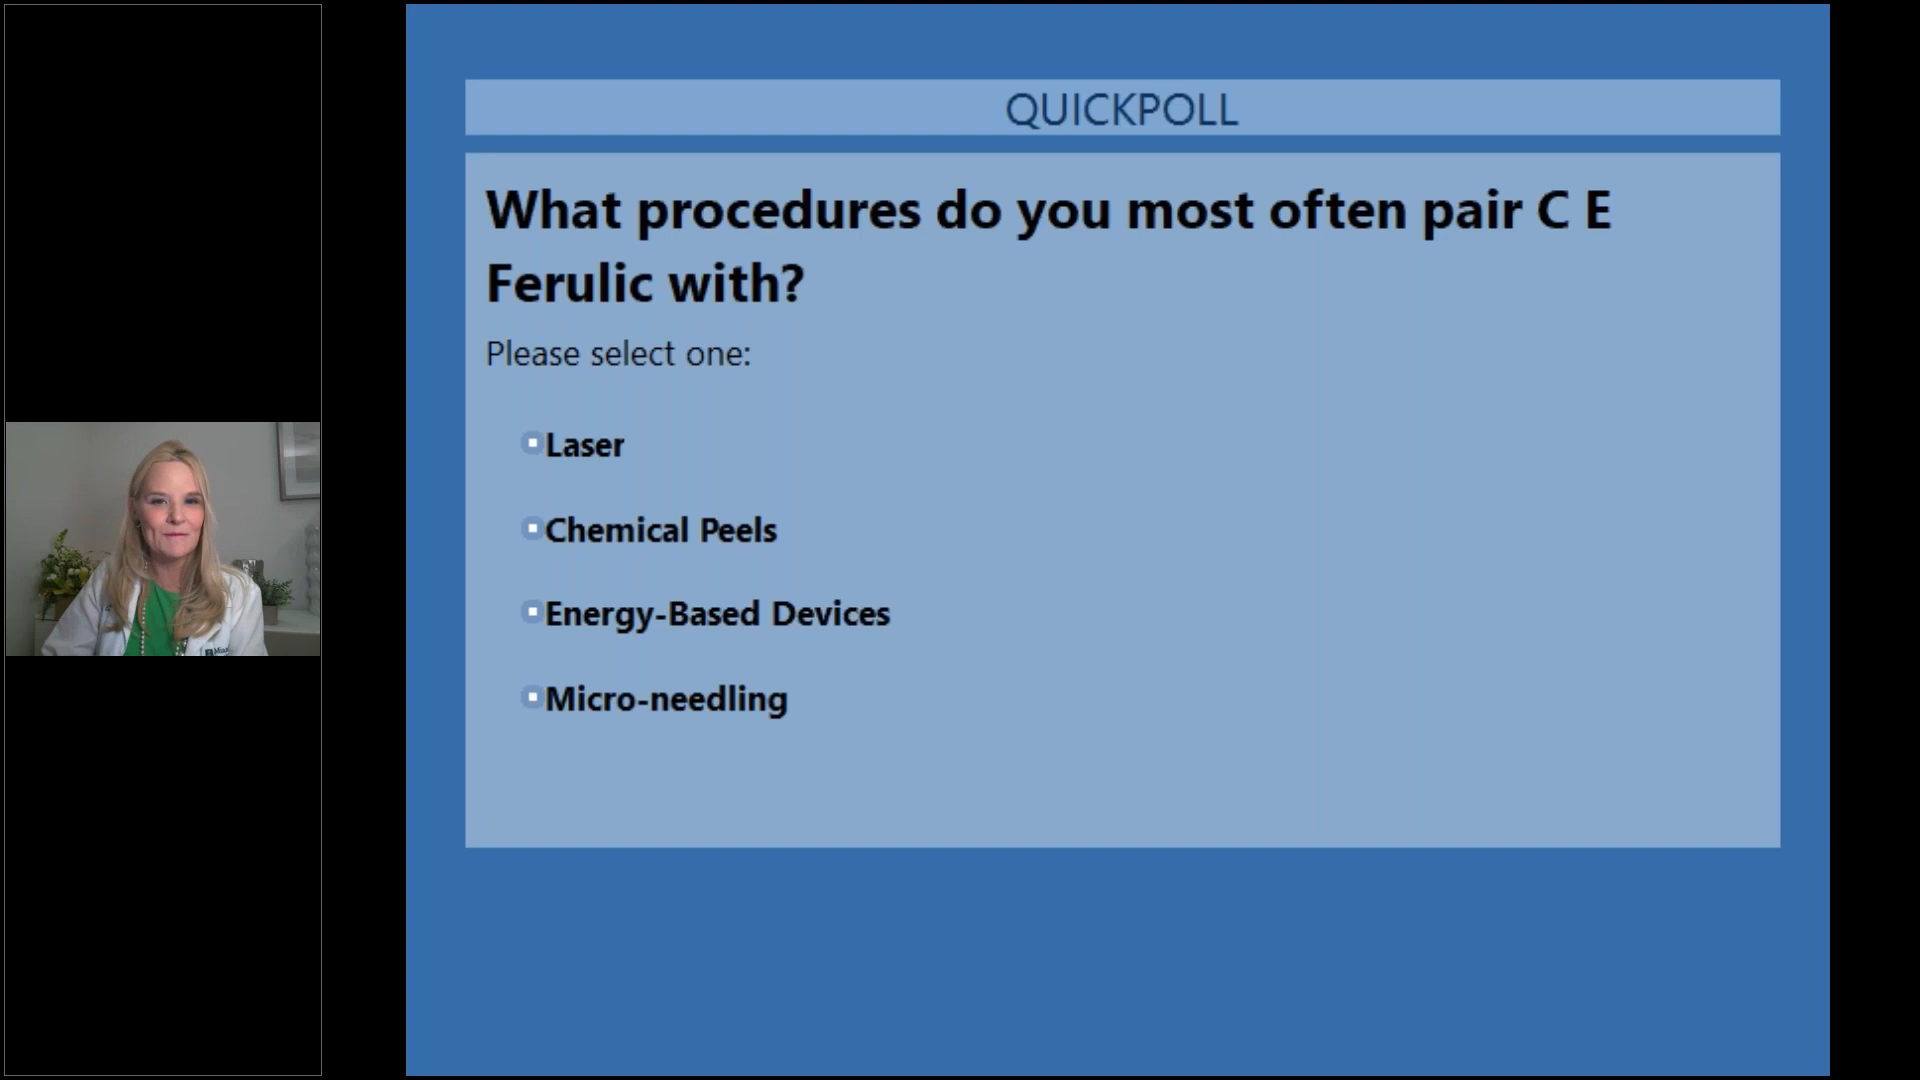 QUICKPOLL
What procedures do you most often pair C E
Ferulic with?
Please select one:
Laser
Chemical Peels
Energy-Based Devices
Micro-needling